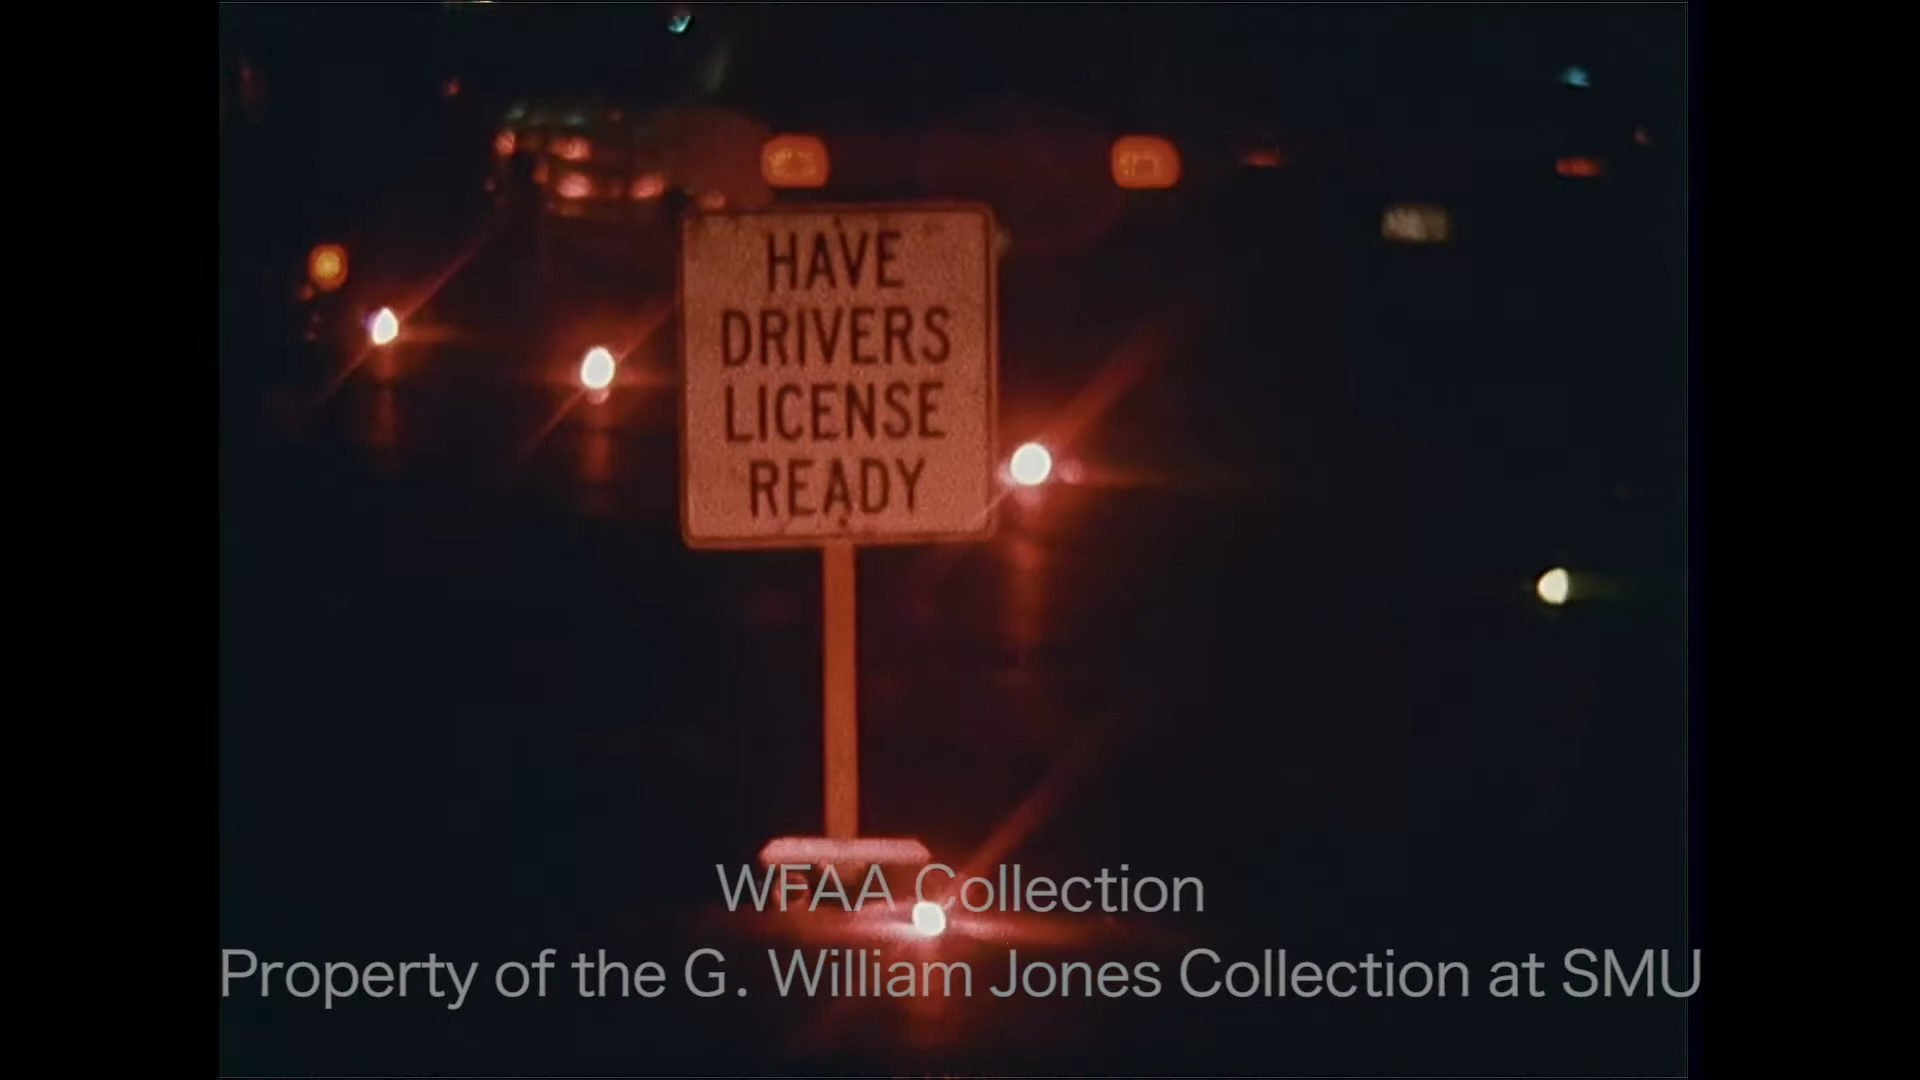 HAVE
DRIVERS
LICENSE
READY
WFAA Collection
Property of the G. William Jones Collection at SMU